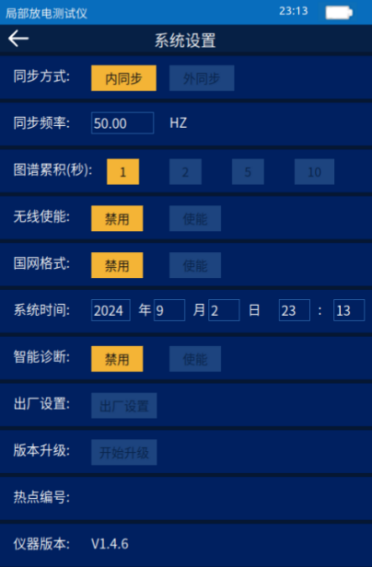 局部放电测试仪 23:13
系统设置
同步方式: 内同步 外同步
同步频率: 50.00 HZ
图谱累积(秒): 1 2 5 10
无线使能: 禁用 使能
国网格式: 禁用 使能
系统时间: 2024 年 9 月 2 日 23 : 13
智能诊断: 禁用 使能
出厂设置: 出厂设置
版本升级: 开始升级
热点编号:
仪器版本: V1.4.6